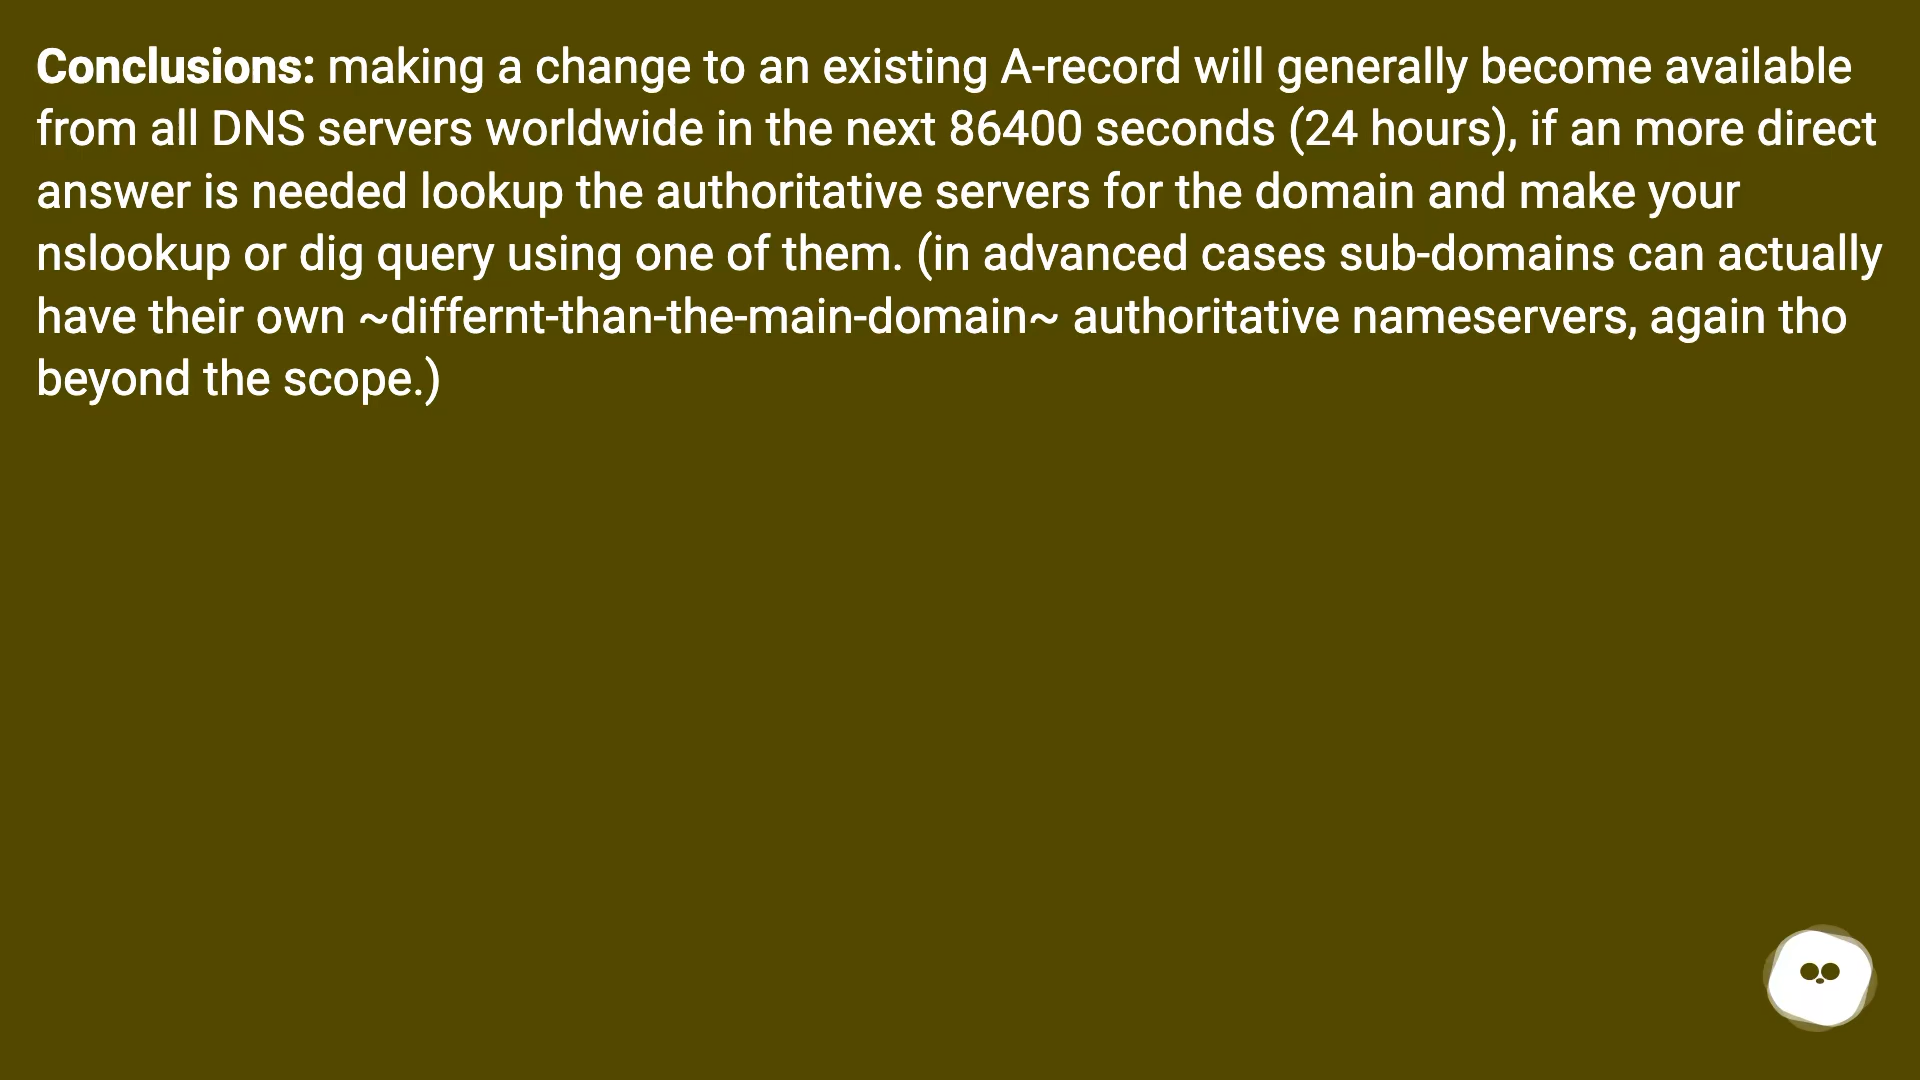 Conclusions: making a change to an existing A-record will generally become available
from all DNS servers worldwide in the next 86400 seconds (24 hours), if an more direct
answer is needed lookup the authoritative servers for the domain and make your
nslookup or dig query using one of them. (in advanced cases sub-domains can actually
have their own ~differnt-than-the-main-domain~ authoritative nameservers, again tho
beyond the scope.)